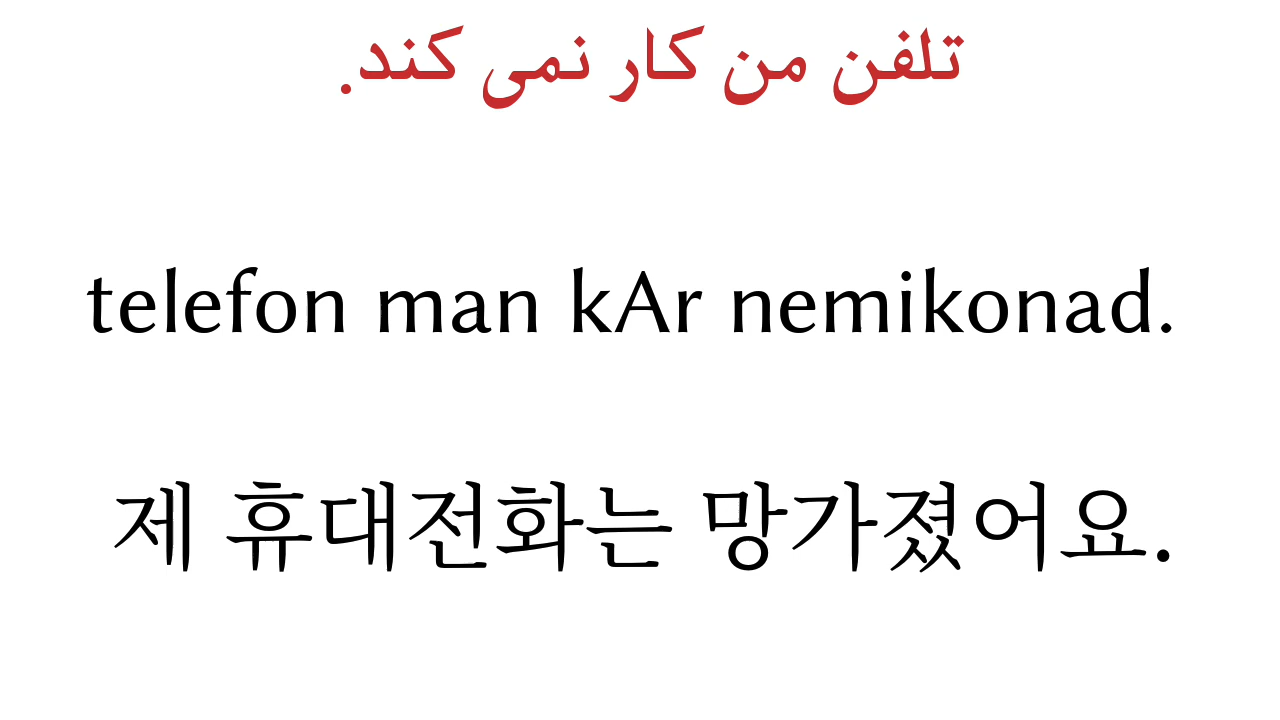 تلفن من کار نمی کند.
telefon man kAr nemikonad.
제 휴대전화는 망가졌어요.